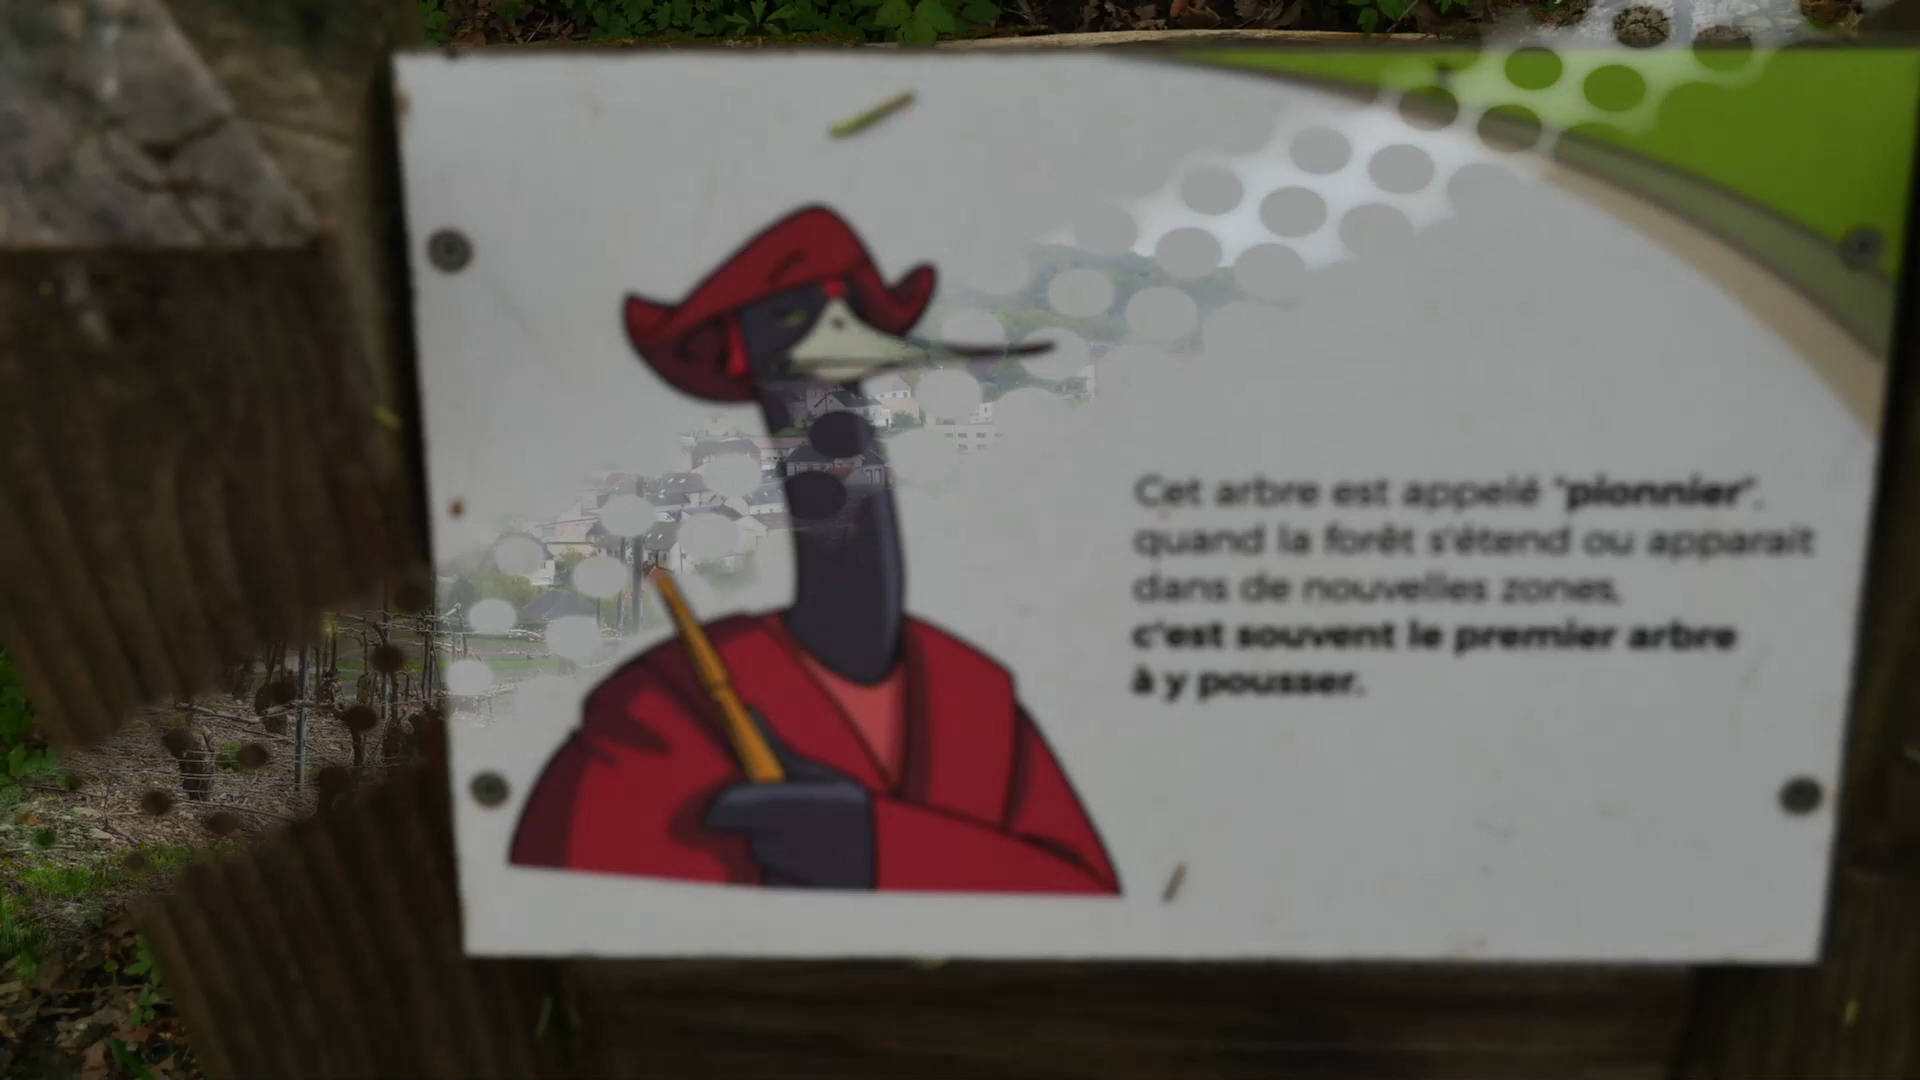 Cet arbre est appelé "pionnier".
quand la forêt s'étend ou apparait
dans de nouvelles zones,
c'est souvent le premier arbre
à y pousser.